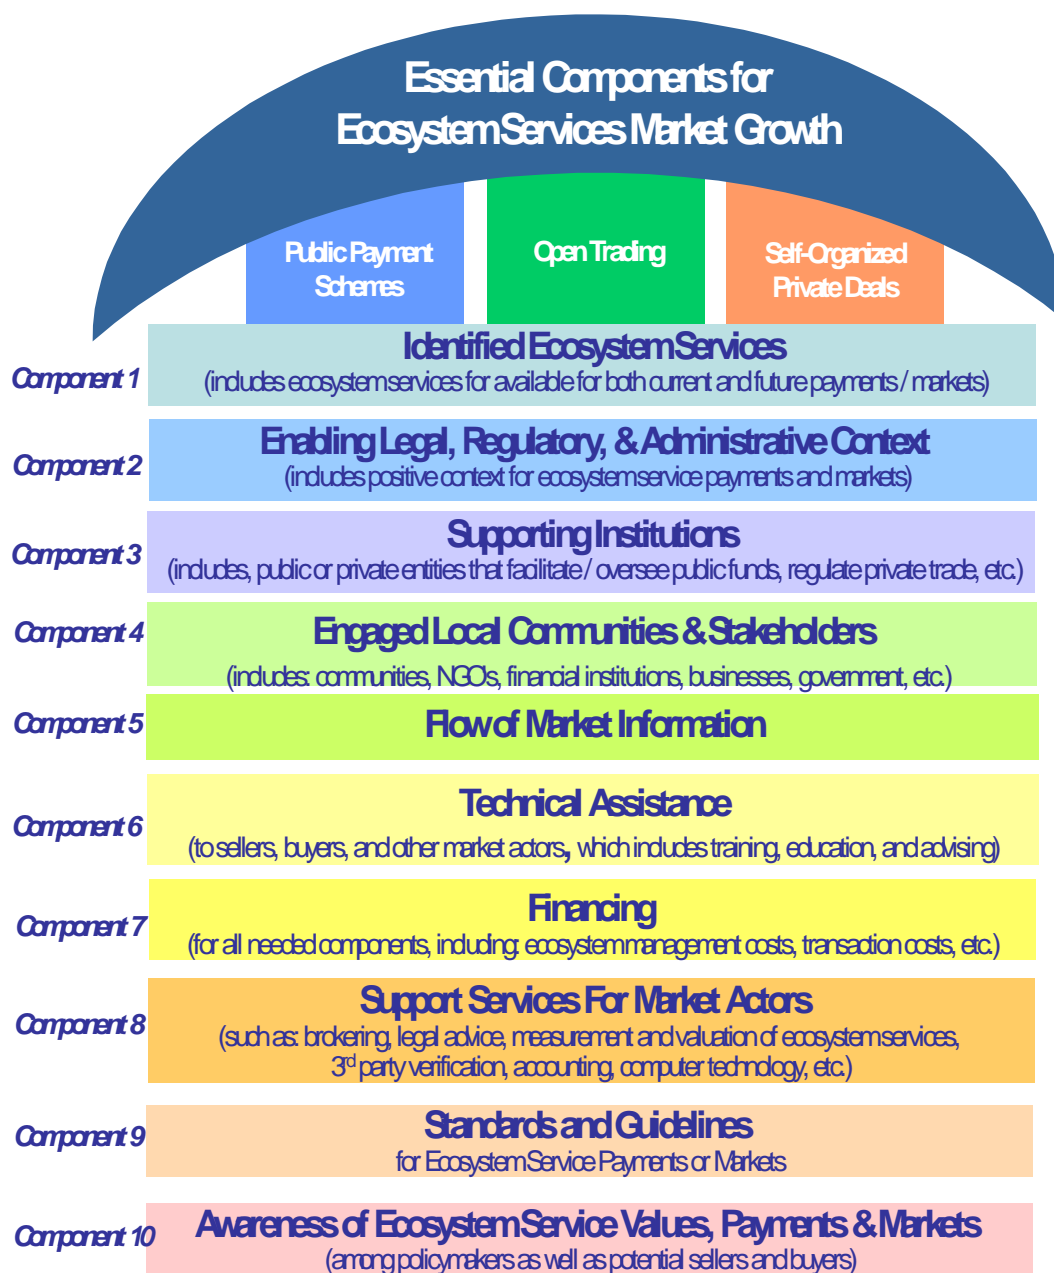 Essential Components for
Ecosystem Services Market Growth
Public Payment
Schemes
Open Trading
Self-Organized
Private Deals
Component 1
Identified Ecosystem Services
(includes ecosystem services for available for both current and future payments / markets)
Component 2
Enabling Legal, Regulatory, & Administrative Context
(includes positive context for ecosystem service payments and markets)
Component 3
Supporting Institutions
(includes, public or private entities that facilitate / oversee public funds, regulate private trade, etc.)
Component 4
Engaged Local Communities & Stakeholders
(includes: communities, NGO's, financial institutions, businesses, government, etc.)
Component 5
Flow of Market Information
Component 6
Technical Assistance
(to sellers, buyers, and other market actors, which includes training, education, and advising)
Component 7
Financing
(for all needed components, including: ecosystem management costs, transaction costs, etc.)
Component 8
Support Services For Market Actors
(such as: brokering, legal advice, measurement and valuation of ecosystem services,
3rd party verification, accounting, computer technology, etc.)
Component 9
Standards and Guidelines
for Ecosystem Service Payments or Markets
Component 10
Awareness of Ecosystem Service Values, Payments & Markets
(among policymakers as well as potential sellers and buyers)